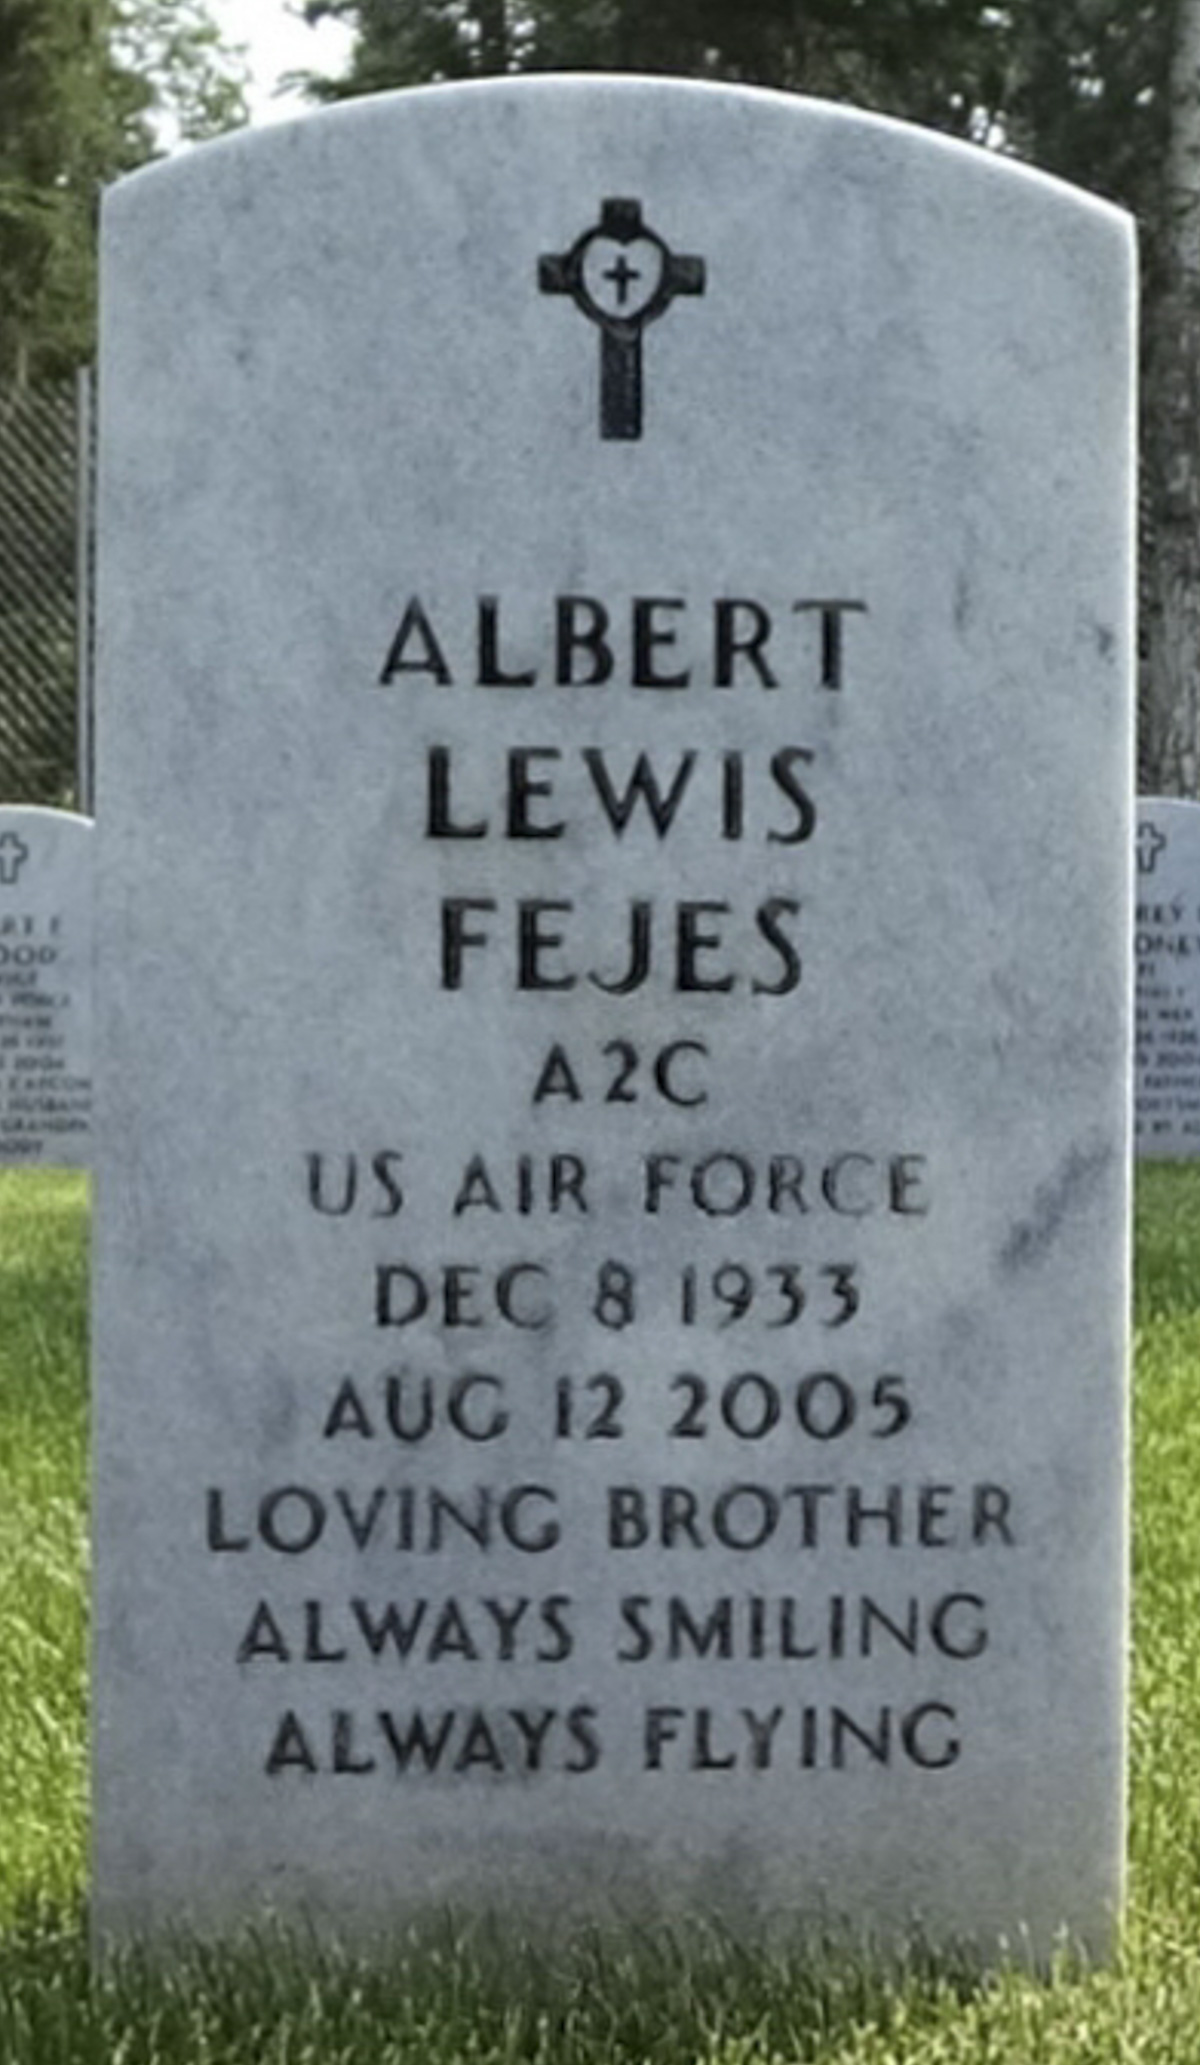 ALBERT
LEWIS
FEJES
A2C
US AIR FORCE
DEC 8 1933
AUG 12 2005
LOVING BROTHER
ALWAYS SMILING
ALWAYS FLYING
OOD